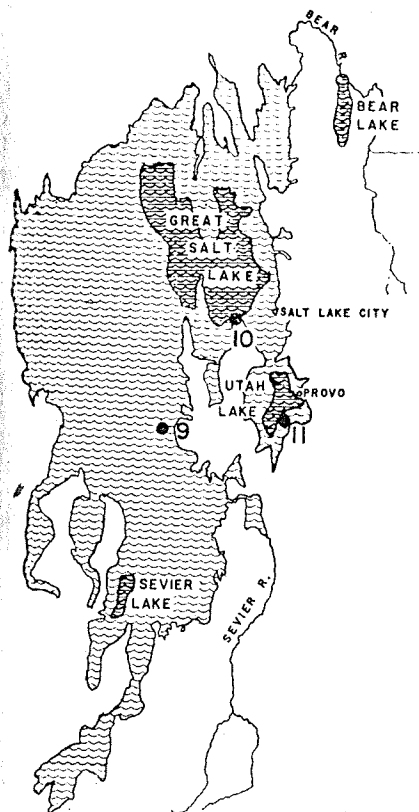 BEAR R.
BEAR
LAKE
GREAT
SALT
LAKE
SALT LAKE CITY
10
UTAH
LAKE
PROVO
9
11
SEVIER
LAKE
SEVIER R.